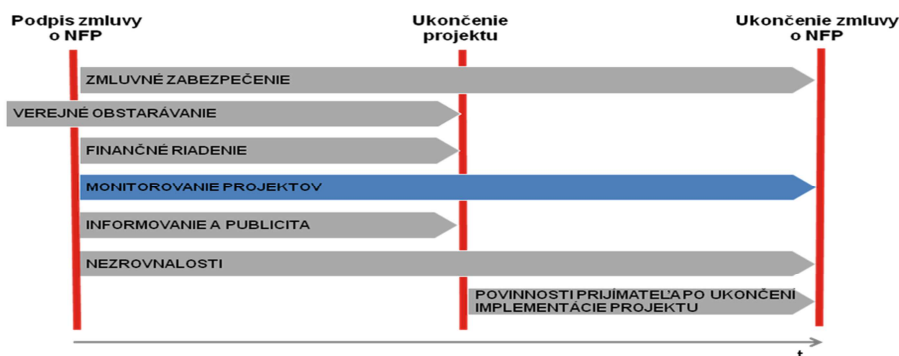 Podpis zmluvy
o NFP
Ukončenie
projektu
Ukončenie zmluvy
o NFP
ZMLUVNÉ ZABEZPEČENIE
VEREJNÉ OBSTARÁVANIE
FINANČNÉ RIADENIE
MONITOROVANIE PROJEKTOV
INFORMOVANIE A PUBLICITA
NEZROVNALOSTI
POVINNOSTI PRIJÍMATEĽA PO UKONČENÍ
IMPLEMENTÁCIE PROJEKTU
t